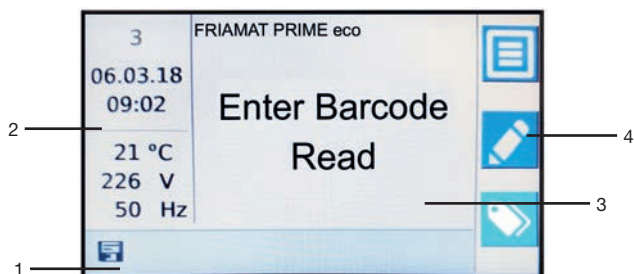 3
06.03.18
09:02
21 °C
226 V
50 Hz
FRIAMAT PRIME eco
Enter Barcode
Read
1
2
3
4